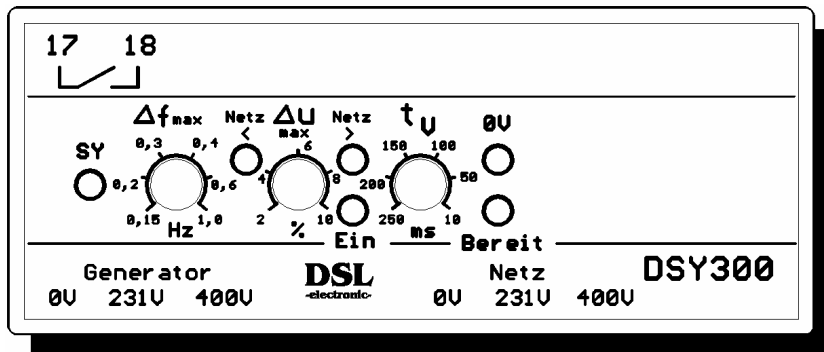 17 18
Δfmax Netz < ΔU max Netz > tU 0V
SY
0,3 0,4 6 150 100
0,2 0,6 4 8 200 50
0,15 1,0 2 10 250 10
Hz % ms
Ein Bereit
Generator DSL Netz DSY300
-electronic-
0V 231V 400V 0V 231V 400V